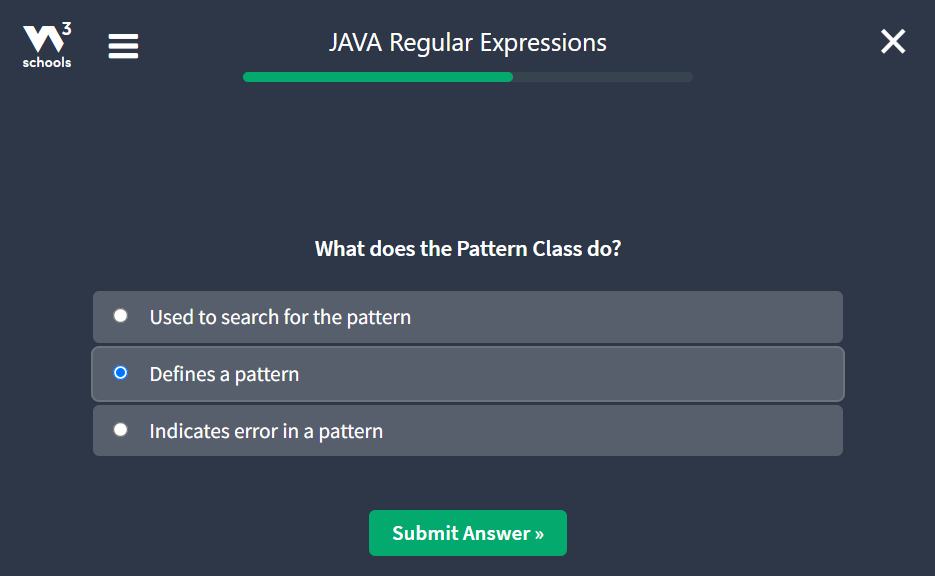 3
schools
JAVA Regular Expressions
What does the Pattern Class do?
Used to search for the pattern
Defines a pattern
Indicates error in a pattern
Submit Answer »